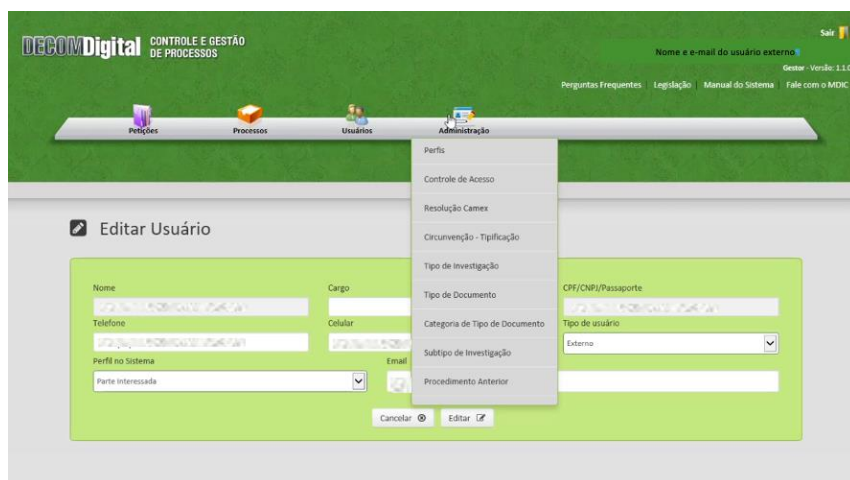 DECOMDigital CONTROLE E GESTÃO
DE PROCESSOS
Sair
Nome e e-mail do usuário externo
Gestor - Versão: 1.1.0
Perguntas Frequentes Legislação Manual do Sistema Fale com o MDIC
Petições Processos Usuários Administração
Perfis
Controle de Acesso
Resolução Camex
Circunvenção - Tipificação
Tipo de Investigação
Tipo de Documento
Categoria de Tipo de Documento
Subtipo de Investigação
Procedimento Anterior
Editar Usuário
Nome Cargo CPF/CNPJ/Passaporte
Telefone Celular Tipo de usuário
Externo
Perfil no Sistema Email
Parte Interessada
Cancelar Editar